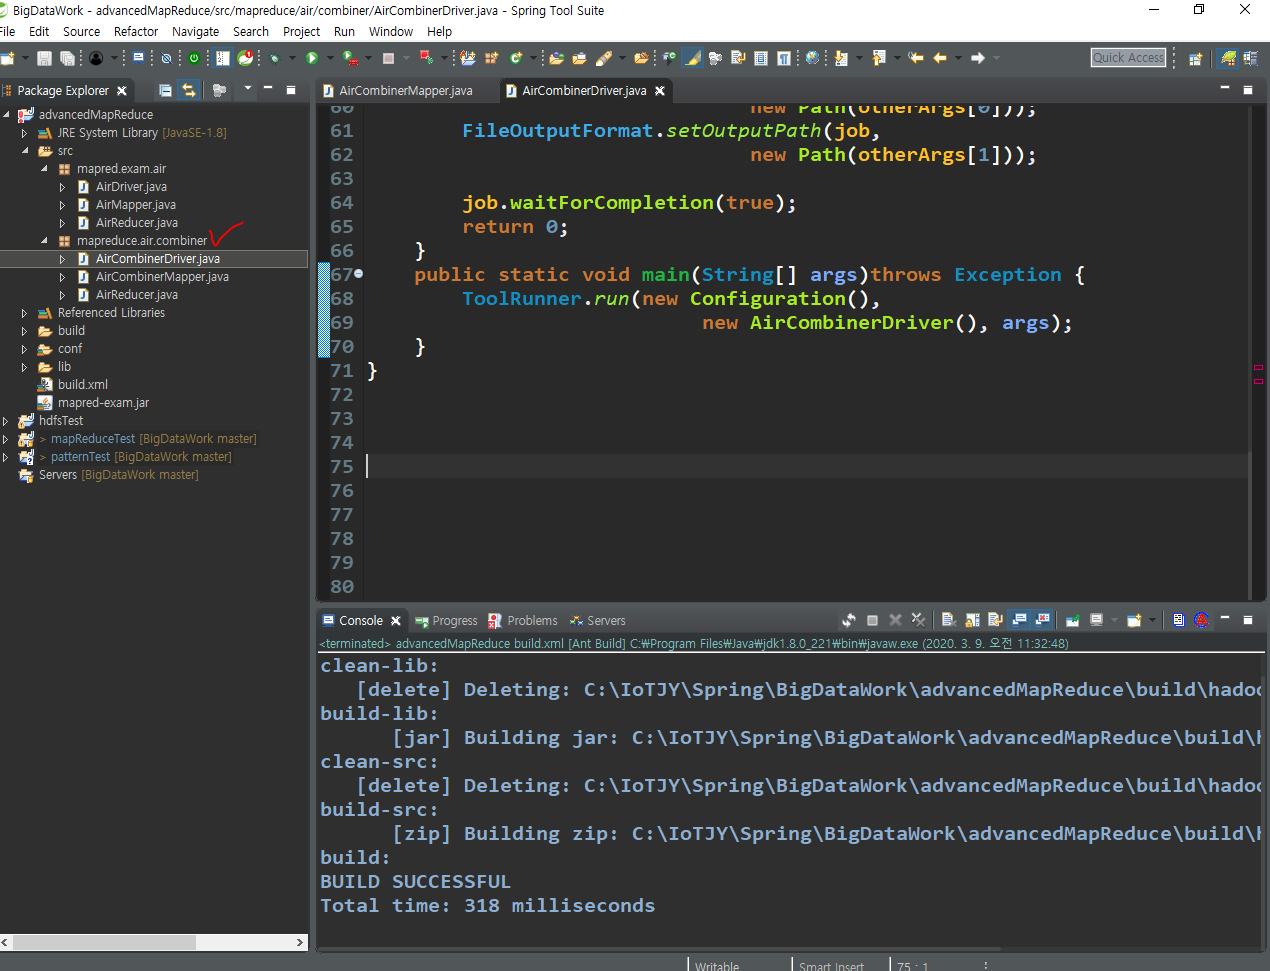 BigDataWork - advancedMapReduce/src/mapreduce/air/combiner/AirCombinerDriver.java - Spring Tool Suite
File Edit Source Refactor Navigate Search Project Run Window Help
Quick Access
Package Explorer
advancedMapReduce
JRE System Library [JavaSE-1.8]
src
mapred.exam.air
AirDriver.java
AirMapper.java
AirReducer.java
mapreduce.air.combiner
AirCombinerDriver.java
AirCombinerMapper.java
AirReducer.java
Referenced Libraries
build
conf
lib
build.xml
mapred-exam.jar
hdfsTest
> mapReduceTest [BigDataWork master]
> patternTest [BigDataWork master]
Servers [BigDataWork master]
AirCombinerMapper.java AirCombinerDriver.java
60 new Path(otherArgs[0]));
61 FileOutputFormat.setOutputPath(job,
62 new Path(otherArgs[1]));
63
64 job.waitForCompletion(true);
65 return 0;
66 }
67 public static void main(String[] args)throws Exception {
68 ToolRunner.run(new Configuration(),
69 new AirCombinerDriver(), args);
70 }
71 }
72
73
74
75
76
77
78
79
80
Console Progress Problems Servers
<terminated> advancedMapReduce build.xml [Ant Build] C:₩Program Files₩Java₩jdk1.8.0_221₩bin₩javaw.exe (2020. 3. 9. 오전 11:32:48)
clean-lib:
[delete] Deleting: C:\IoTJY\Spring\BigDataWork\advancedMapReduce\build\hadoo
build-lib:
[jar] Building jar: C:\IoTJY\Spring\BigDataWork\advancedMapReduce\build\h
clean-src:
[delete] Deleting: C:\IoTJY\Spring\BigDataWork\advancedMapReduce\build\hadoo
build-src:
[zip] Building zip: C:\IoTJY\Spring\BigDataWork\advancedMapReduce\build\h
build:
BUILD SUCCESSFUL
Total time: 318 milliseconds
Writable Smart Insert 75 : 1